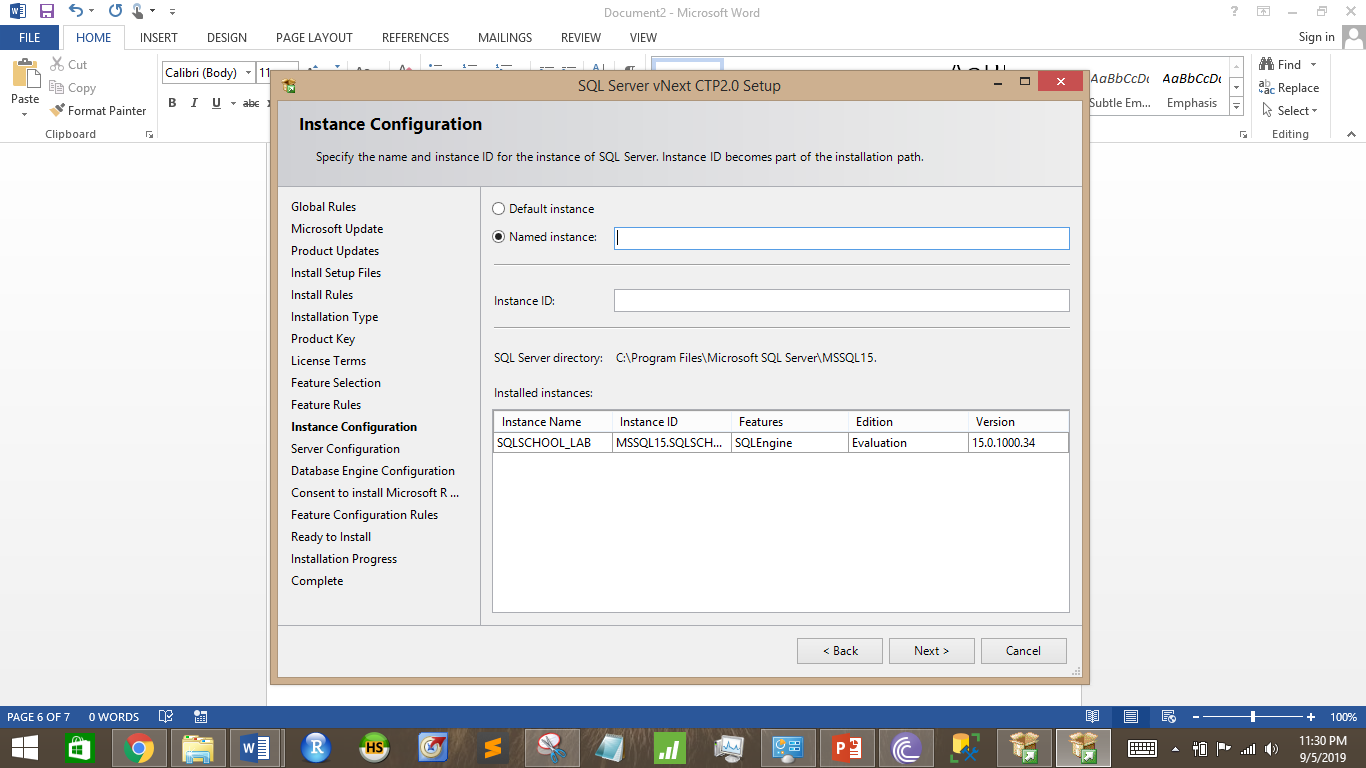 Document2 - Microsoft Word
FILE HOME INSERT DESIGN PAGE LAYOUT REFERENCES MAILINGS REVIEW VIEW Sign in
Paste
Cut
Copy
Format Painter
Clipboard
Calibri (Body) 11
B I U abc
AaBbCcDc AaBbCcDc
Subtle Em... Emphasis
Find
Replace
Select
Editing
SQL Server vNext CTP2.0 Setup
Instance Configuration
Specify the name and instance ID for the instance of SQL Server. Instance ID becomes part of the installation path.
Global Rules
Microsoft Update
Product Updates
Install Setup Files
Install Rules
Installation Type
Product Key
License Terms
Feature Selection
Feature Rules
Instance Configuration
Server Configuration
Database Engine Configuration
Consent to install Microsoft R ...
Feature Configuration Rules
Ready to Install
Installation Progress
Complete
Default instance
Named instance:
Instance ID:
SQL Server directory: C:\Program Files\Microsoft SQL Server\MSSQL15.
Installed instances:
Instance Name Instance ID Features Edition Version
SQLSCHOOL_LAB MSSQL15.SQLSCH... SQLEngine Evaluation 15.0.1000.34
< Back Next > Cancel
PAGE 6 OF 7 0 WORDS 100%
11:30 PM
9/5/2019